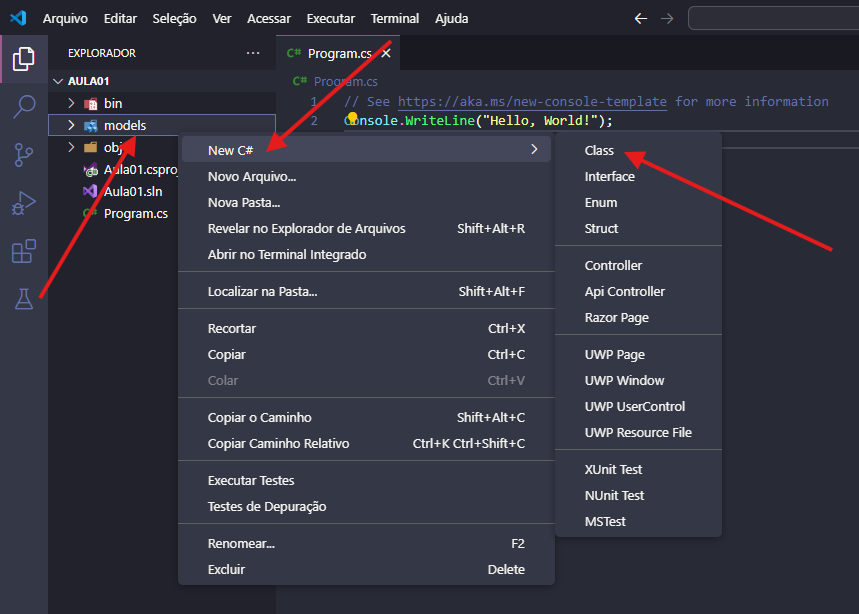 Arquivo Editar Seleção Ver Acessar Executar Terminal Ajuda
EXPLORADOR ...
C# Program.cs
AULA01
C# Program.cs
bin
1 // See https://aka.ms/new-console-template for more information
models
2 Console.WriteLine("Hello, World!");
obj
Aula01.csproj
Aula01.sln
C# Program.cs
New C#
Novo Arquivo...
Nova Pasta...
Revelar no Explorador de Arquivos Shift+Alt+R
Abrir no Terminal Integrado
Localizar na Pasta... Shift+Alt+F
Recortar Ctrl+X
Copiar Ctrl+C
Colar Ctrl+V
Copiar o Caminho Shift+Alt+C
Copiar Caminho Relativo Ctrl+K Ctrl+Shift+C
Executar Testes
Testes de Depuração
Renomear... F2
Excluir Delete
Class
Interface
Enum
Struct
Controller
Api Controller
Razor Page
UWP Page
UWP Window
UWP UserControl
UWP Resource File
XUnit Test
NUnit Test
MSTest